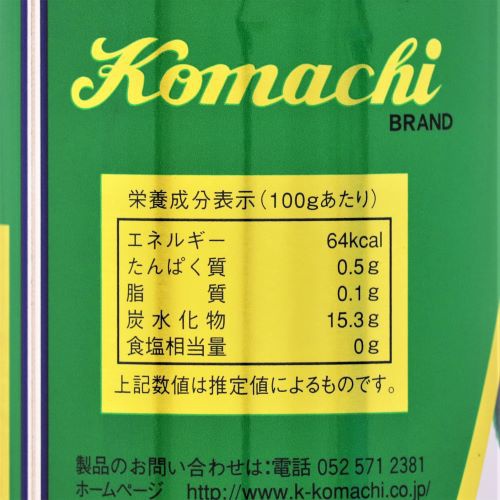 Komachi
BRAND
栄養成分表示(100gあたり)
エネルギー 64kcal
たんぱく質 0.5g
脂質 0.1g
炭水化物 15.3g
食塩相当量 0g
上記数値は推定値によるものです。
製品のお問い合わせは:電話 052 571 2381
ホームページ http://www.k-komachi.co.jp/